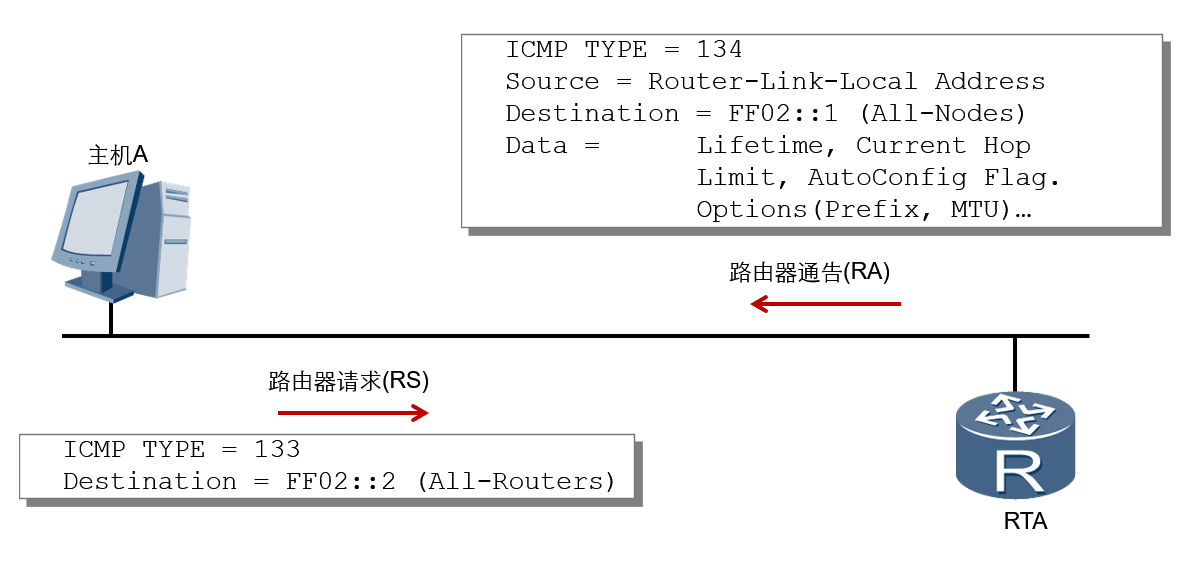 ICMP TYPE = 134
Source = Router-Link-Local Address
Destination = FF02::1 (All-Nodes)
Data = Lifetime, Current Hop
Limit, AutoConfig Flag.
Options(Prefix, MTU)…
主机A
路由器通告(RA)
路由器请求(RS)
ICMP TYPE = 133
Destination = FF02::2 (All-Routers)
R
RTA